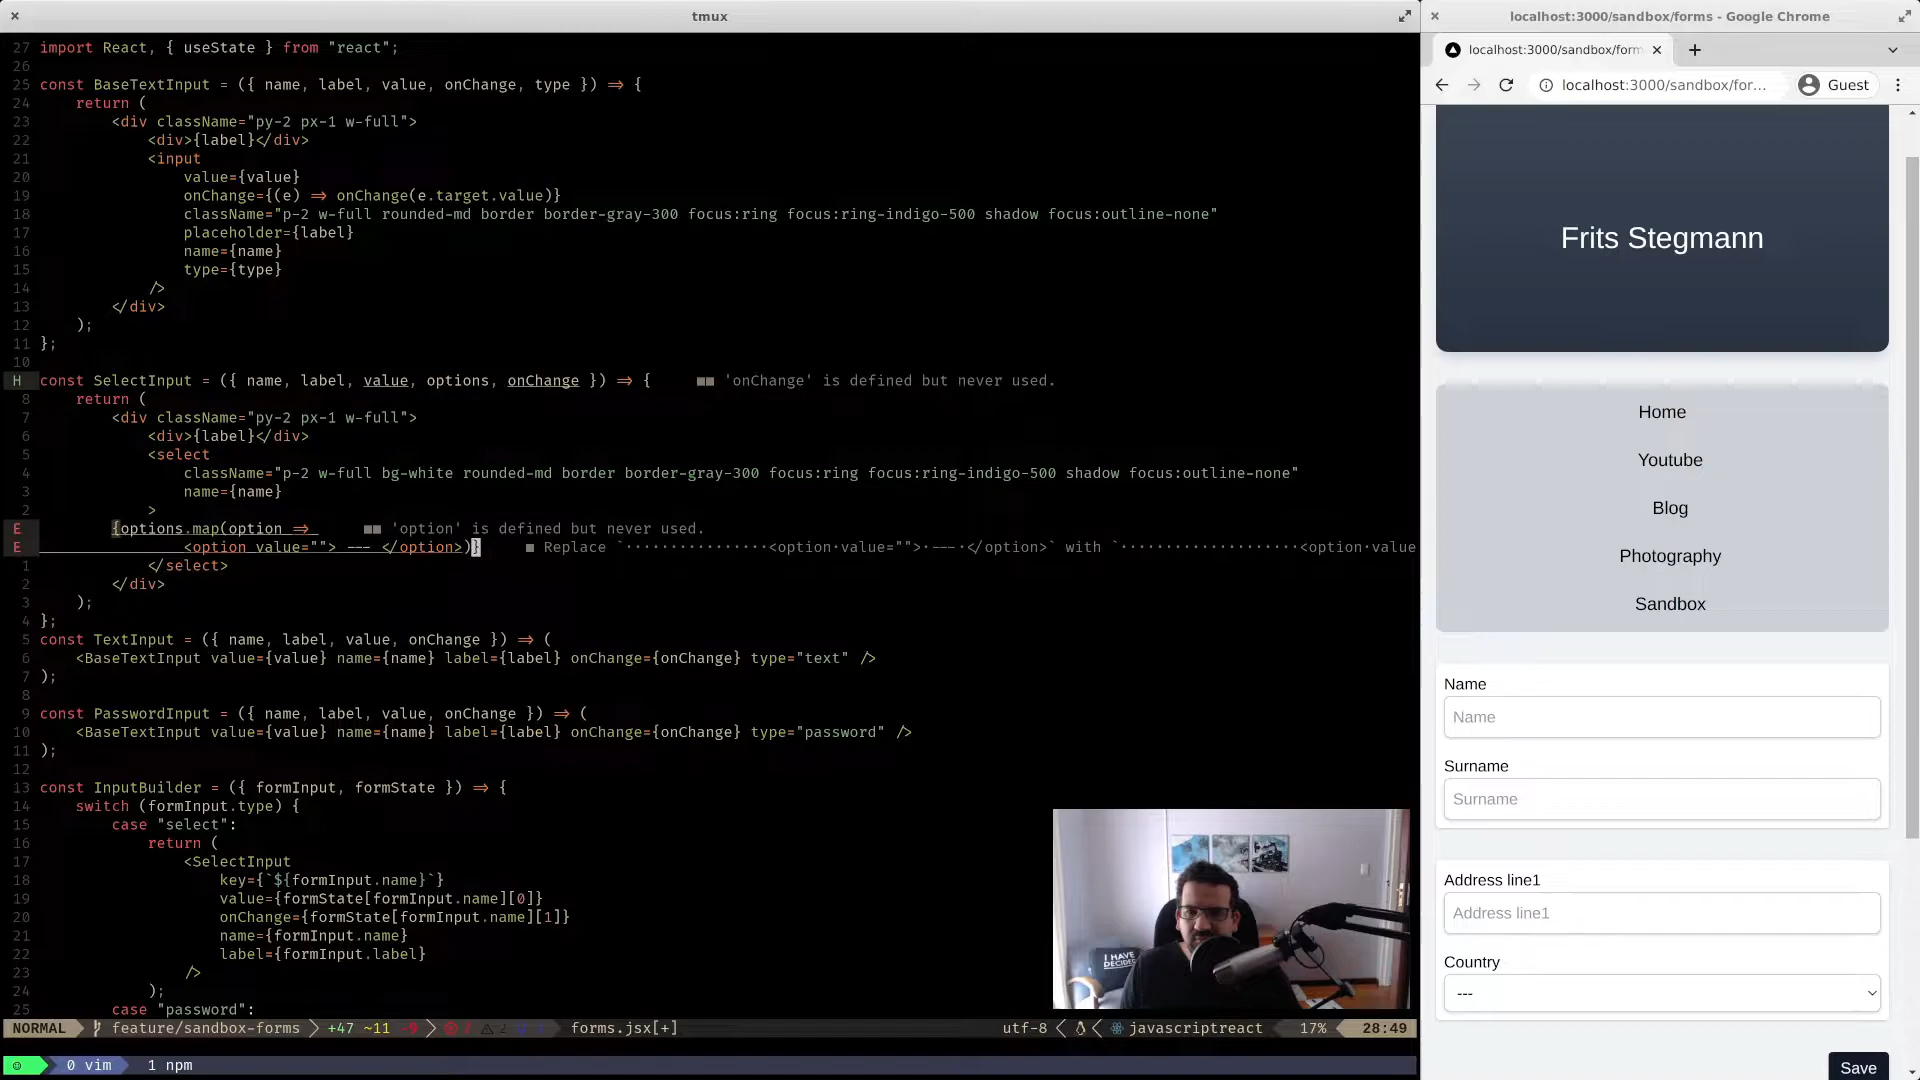 tmux
27 import React, { useState } from "react";
26
25 const BaseTextInput = ({ name, label, value, onChange, type }) => {
24 return (
23 <div className="py-2 px-1 w-full">
22 <div>{label}</div>
21 <input
20 value={value}
19 onChange={(e) => onChange(e.target.value)}
18 className="p-2 w-full rounded-md border border-gray-300 focus:ring focus:ring-indigo-500 shadow focus:outline-none"
17 placeholder={label}
16 name={name}
15 type={type}
14 />
13 </div>
12 );
11 };
10
H const SelectInput = ({ name, label, value, options, onChange }) => { ■■ 'onChange' is defined but never used.
8 return (
7 <div className="py-2 px-1 w-full">
6 <div>{label}</div>
5 <select
4 className="p-2 w-full bg-white rounded-md border border-gray-300 focus:ring focus:ring-indigo-500 shadow focus:outline-none"
3 name={name}
2 >
E {options.map(option => ■■ 'option' is defined but never used.
E <option value=""> --- </option>)} ■ Replace `················<option·value="">·---·</option>` with `···················<option·value
1 </select>
2 </div>
3 );
4 };
5 const TextInput = ({ name, label, value, onChange }) => (
6 <BaseTextInput value={value} name={name} label={label} onChange={onChange} type="text" />
7 );
8
9 const PasswordInput = ({ name, label, value, onChange }) => (
10 <BaseTextInput value={value} name={name} label={label} onChange={onChange} type="password" />
11 );
12
13 const InputBuilder = ({ formInput, formState }) => {
14 switch (formInput.type) {
15 case "select":
16 return (
17 <SelectInput
18 key={`${formInput.name}`}
19 value={formState[formInput.name][0]}
20 onChange={formState[formInput.name][1]}
21 name={formInput.name}
22 label={formInput.label}
23 />
24 );
25 case "password":
I HAVE
DECIDED
NORMAL feature/sandbox-forms +47 ~11 -9 forms.jsx[+] utf-8 javascriptreact 17% 28:49
0 vim 1 npm
localhost:3000/sandbox/forms - Google Chrome
localhost:3000/sandbox/form
localhost:3000/sandbox/for... Guest
Frits Stegmann
Home
Youtube
Blog
Photography
Sandbox
Name
Name
Surname
Surname
Address line1
Address line1
Country
---
Save